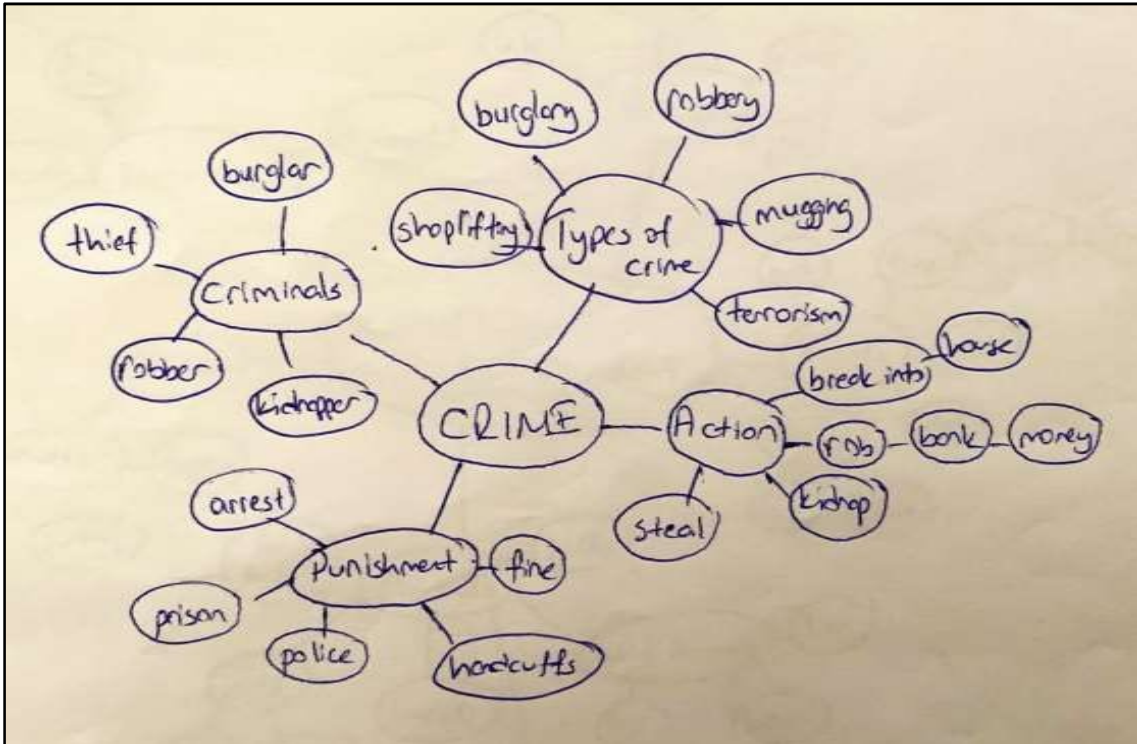 burglary
robbery
burglar
thief
shoplifting
Types of
crime
mugging
Criminals
terrorism
robber
kidnapper
CRIME
Action
break into
house
rob
bank
money
kidnap
steal
arrest
punishment
fine
prison
police
handcuffs